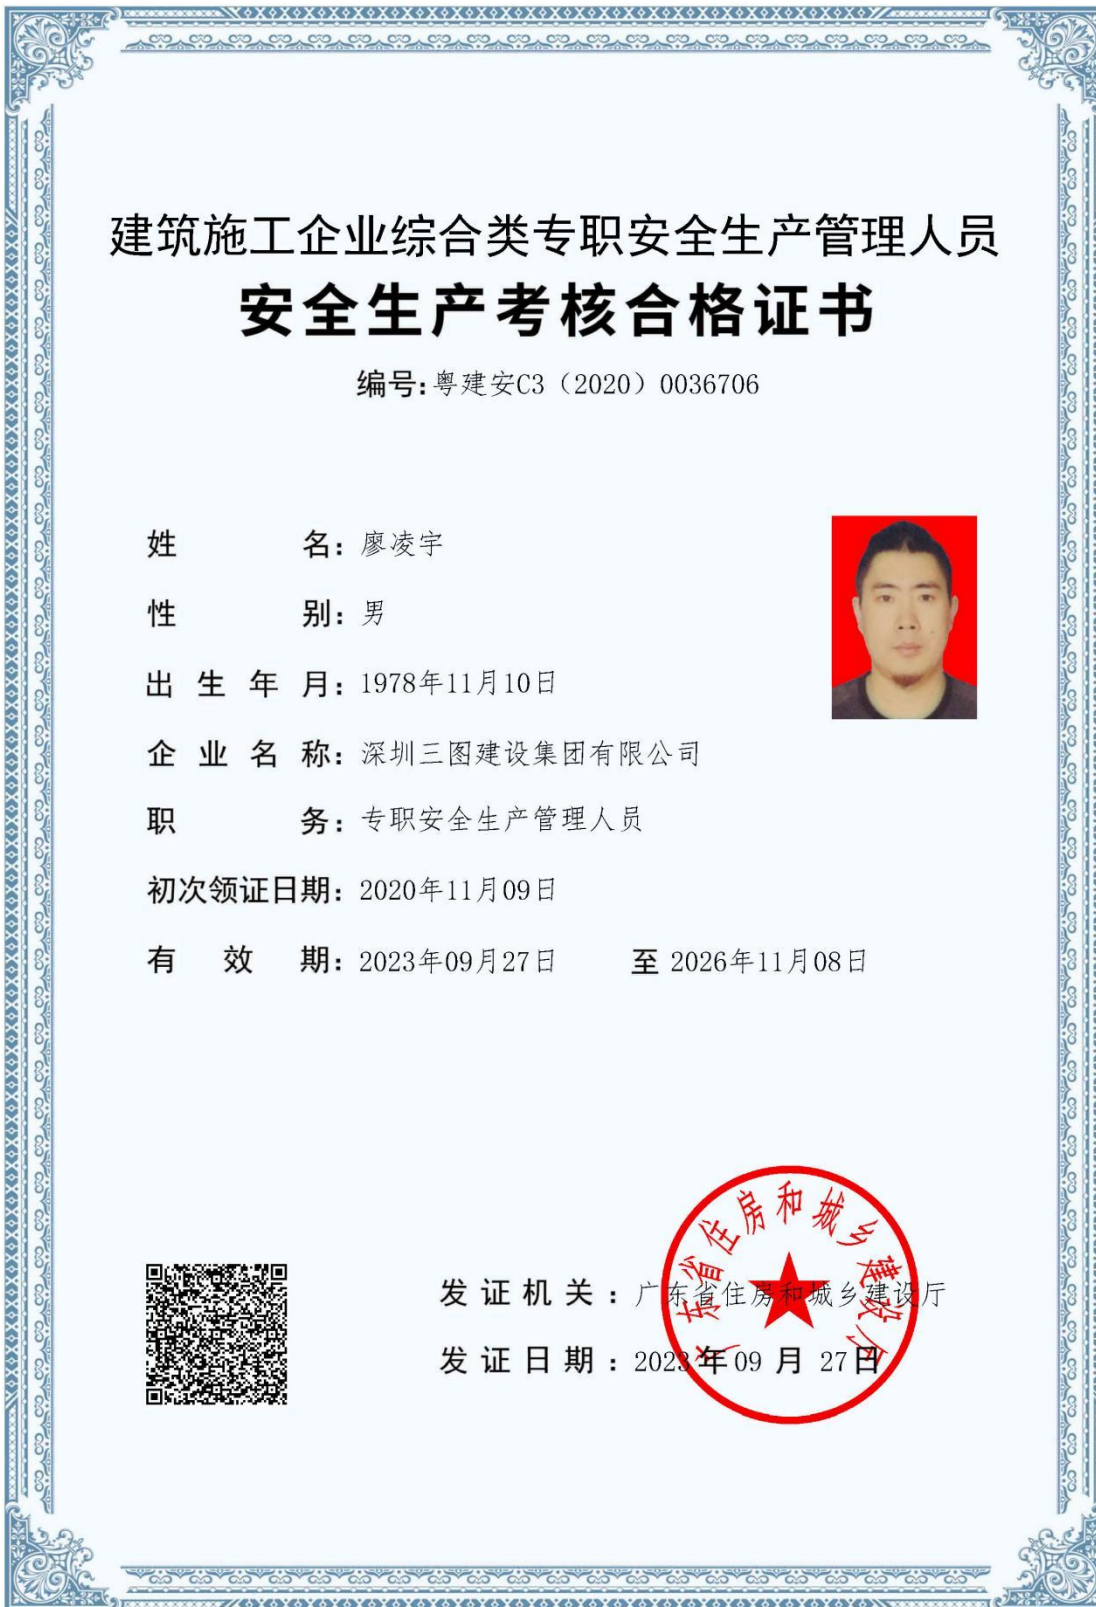 建筑施工企业综合类专职安全生产管理人员
安全生产考核合格证书
编号:粤建安C3（2020）0036706
姓名：廖凌宇
性别：男
出生年月：1978年11月10日
企业名称：深圳三图建设集团有限公司
职务：专职安全生产管理人员
初次领证日期：2020年11月09日
有效期：2023年09月27日 至 2026年11月08日
广东省住房和城乡建设厅
发证机关：广东省住房和城乡建设厅
发证日期：2023年09月27日